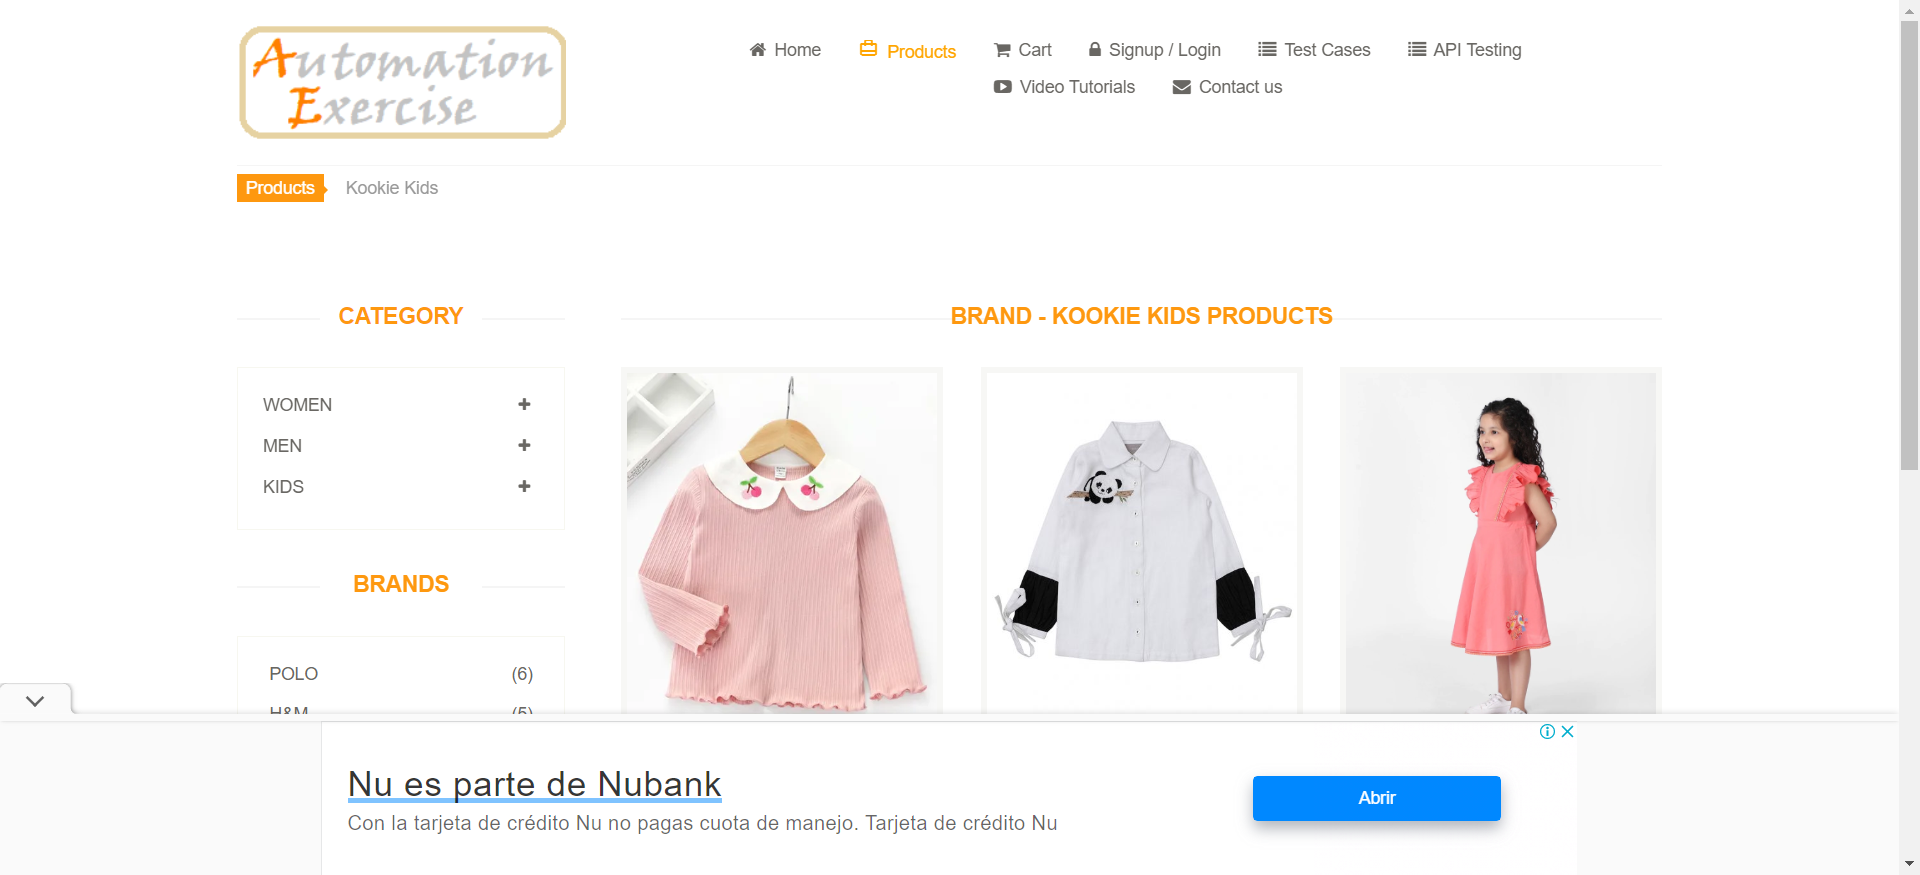 Automation
Exercise
Home
Products
Cart
Signup / Login
Test Cases
API Testing
Video Tutorials
Contact us
Products
Kookie Kids
CATEGORY
WOMEN
MEN
KIDS
BRANDS
POLO (6)
H&M (5)
BRAND - KOOKIE KIDS PRODUCTS
Nu es parte de Nubank
Con la tarjeta de crédito Nu no pagas cuota de manejo. Tarjeta de crédito Nu
Abrir